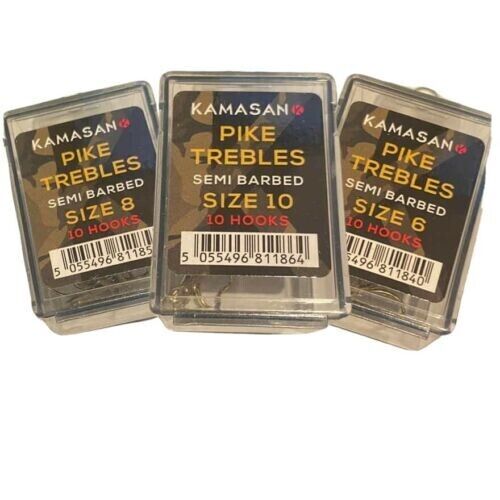 KAMASAN
PIKE
TREBLES
SEMI BARBED
SIZE 8
10 HOOKS
5 055496 81185
KAMASAN K
PIKE
TREBLES
SEMI BARBED
SIZE 10
10 HOOKS
5 055496 811864
KAMASAN K
PIKE
TREBLES
SEMI BARBED
SIZE 6
10 HOOKS
5496 811840